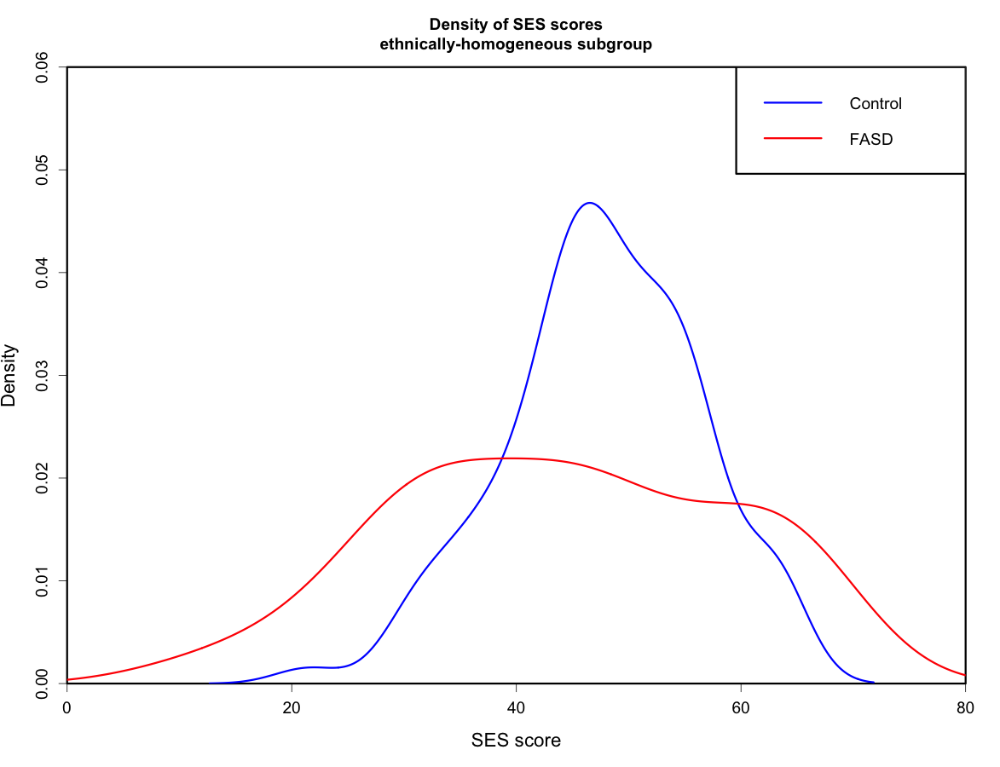 Density of SES scores
ethnically-homogeneous subgroup
Control
FASD
Density
0.06
0.05
0.04
0.03
0.02
0.01
0.00
0 20 40 60 80
SES score